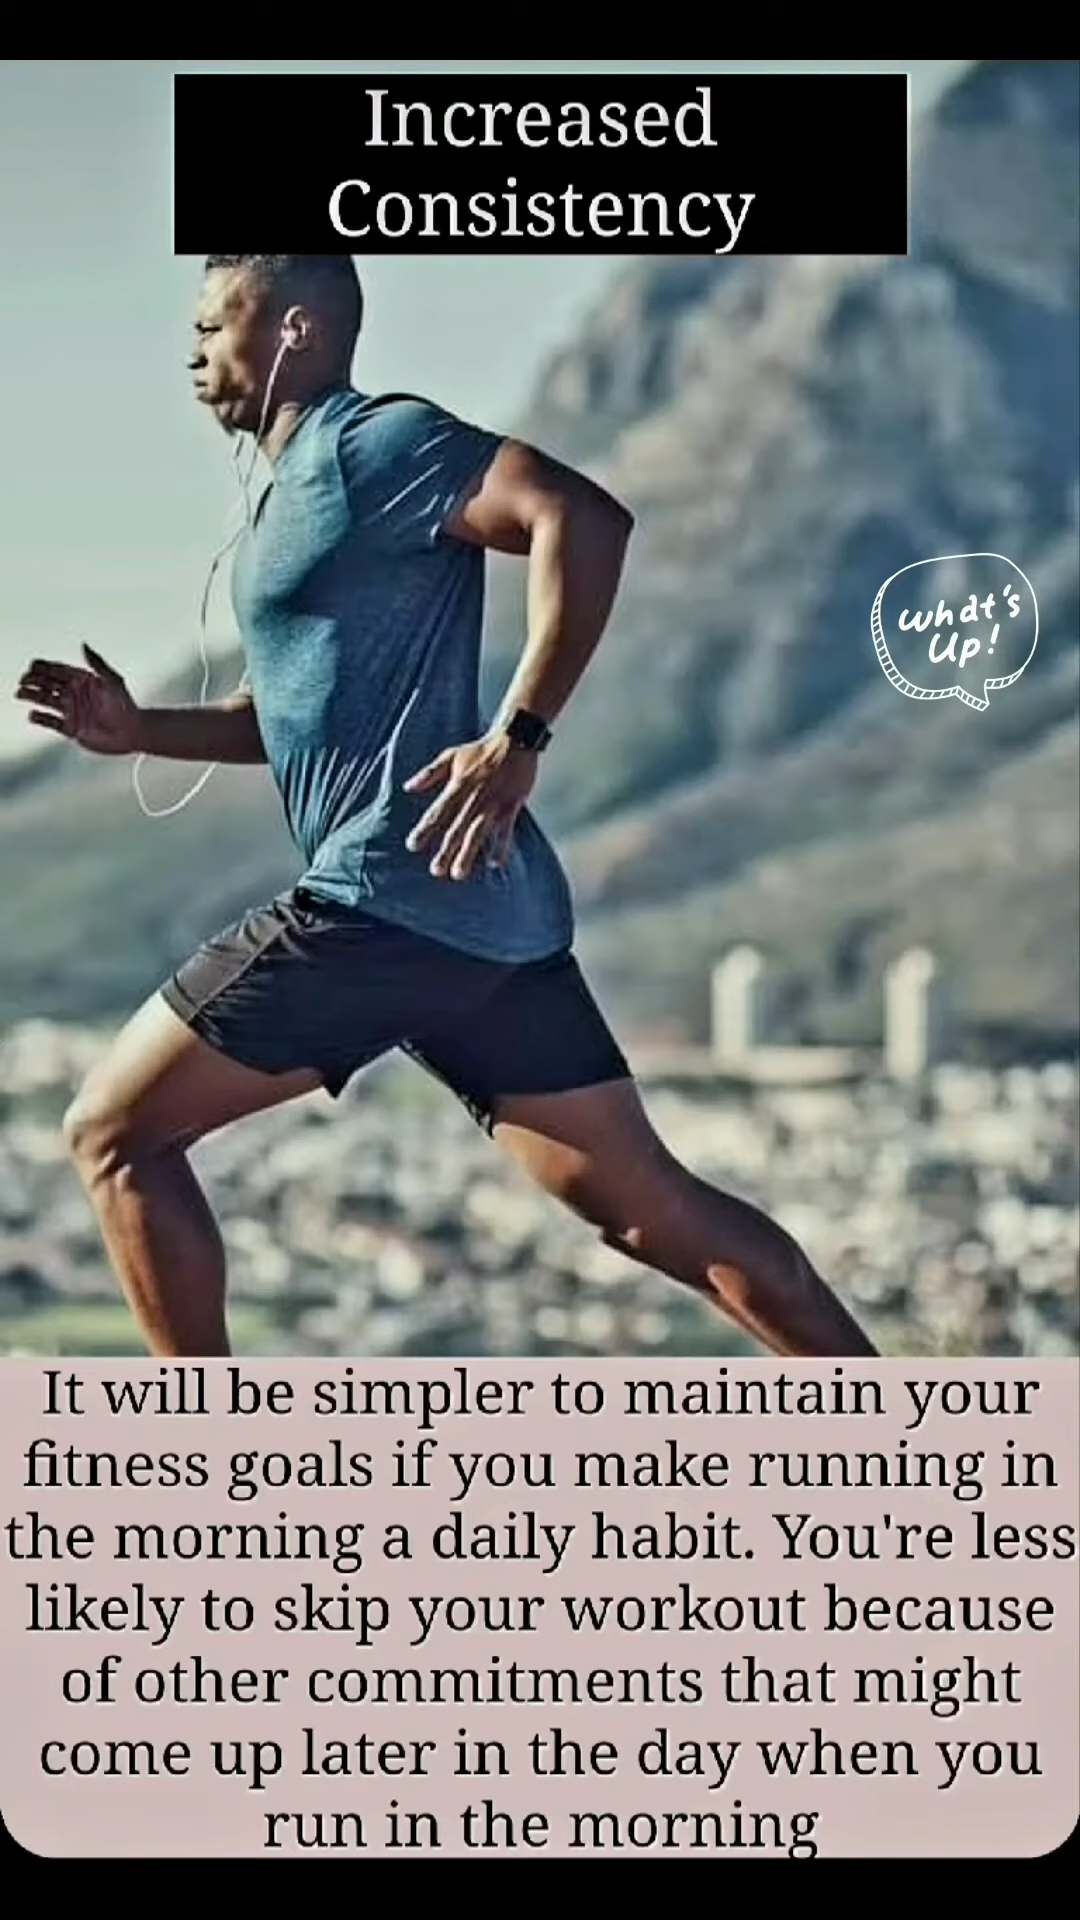 Increased
Consistency
what's
Up!
It will be simpler to maintain your
fitness goals if you make running in
the morning a daily habit. You're less
likely to skip your workout because
of other commitments that might
come up later in the day when you
run in the morning